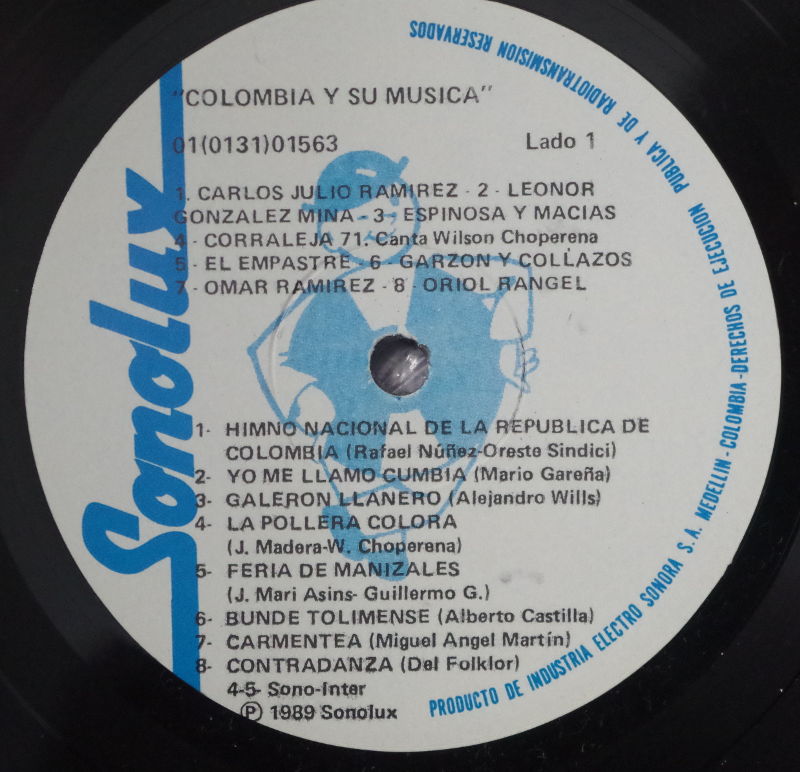 "COLOMBIA Y SU MUSICA"
01(0131)01563 Lado 1
1. CARLOS JULIO RAMIREZ - 2 - LEONOR
GONZALEZ MINA - 3 - ESPINOSA Y MACIAS
4 - CORRALEJA 71: Canta Wilson Choperena
5 - EL EMPASTRE - 6 - GARZON Y COLLAZOS
7 - OMAR RAMIREZ - 8 - ORIOL RANGEL
Sonolux
1- HIMNO NACIONAL DE LA REPUBLICA DE
COLOMBIA (Rafael Núñez-Oreste Sindici)
2- YO ME LLAMO CUMBIA (Mario Gareña)
3- GALERON LLANERO (Alejandro Wills)
4- LA POLLERA COLORA
(J. Madera-W. Choperena)
5- FERIA DE MANIZALES
(J. Mari Asins- Guillermo G.)
6- BUNDE TOLIMENSE (Alberto Castilla)
7- CARMENTEA (Miguel Angel Martín)
8- CONTRADANZA (Del Folklor)
4-5- Sono-Inter
Ⓟ 1989 Sonolux
PRODUCTO DE INDUSTRIA ELECTRO SONORA S.A. MEDELLIN-COLOMBIA-DERECHOS DE EJECUCION PUBLICA Y DE RADIOTRANSMISION RESERVADOS